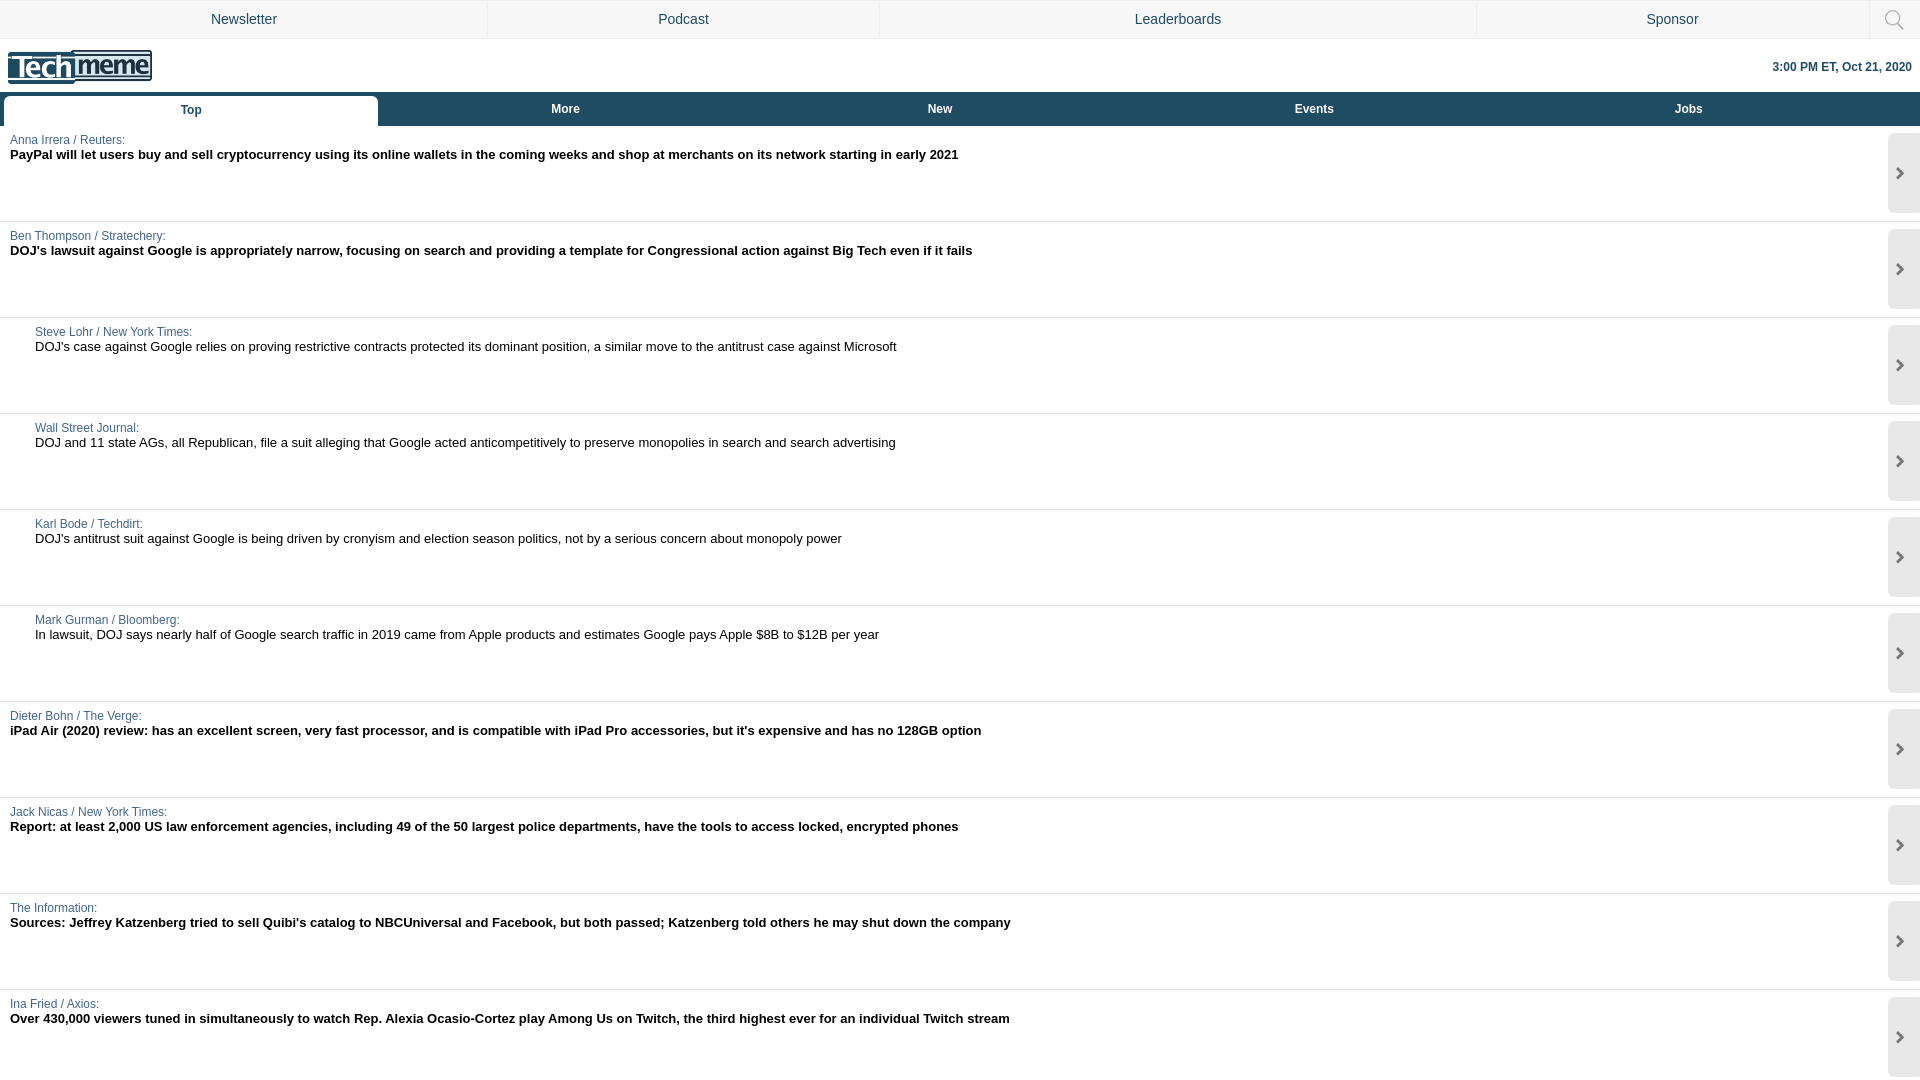 Newsletter
Podcast
Leaderboards
Sponsor
Techmeme
3:00 PM ET, Oct 21, 2020
Top
More
New
Events
Jobs
Anna Irrera / Reuters:
PayPal will let users buy and sell cryptocurrency using its online wallets in the coming weeks and shop at merchants on its network starting in early 2021
Ben Thompson / Stratechery:
DOJ's lawsuit against Google is appropriately narrow, focusing on search and providing a template for Congressional action against Big Tech even if it fails
Steve Lohr / New York Times:
DOJ's case against Google relies on proving restrictive contracts protected its dominant position, a similar move to the antitrust case against Microsoft
Wall Street Journal:
DOJ and 11 state AGs, all Republican, file a suit alleging that Google acted anticompetitively to preserve monopolies in search and search advertising
Karl Bode / Techdirt:
DOJ's antitrust suit against Google is being driven by cronyism and election season politics, not by a serious concern about monopoly power
Mark Gurman / Bloomberg:
In lawsuit, DOJ says nearly half of Google search traffic in 2019 came from Apple products and estimates Google pays Apple $8B to $12B per year
Dieter Bohn / The Verge:
iPad Air (2020) review: has an excellent screen, very fast processor, and is compatible with iPad Pro accessories, but it's expensive and has no 128GB option
Jack Nicas / New York Times:
Report: at least 2,000 US law enforcement agencies, including 49 of the 50 largest police departments, have the tools to access locked, encrypted phones
The Information:
Sources: Jeffrey Katzenberg tried to sell Quibi's catalog to NBCUniversal and Facebook, but both passed; Katzenberg told others he may shut down the company
Ina Fried / Axios:
Over 430,000 viewers tuned in simultaneously to watch Rep. Alexia Ocasio-Cortez play Among Us on Twitch, the third highest ever for an individual Twitch stream